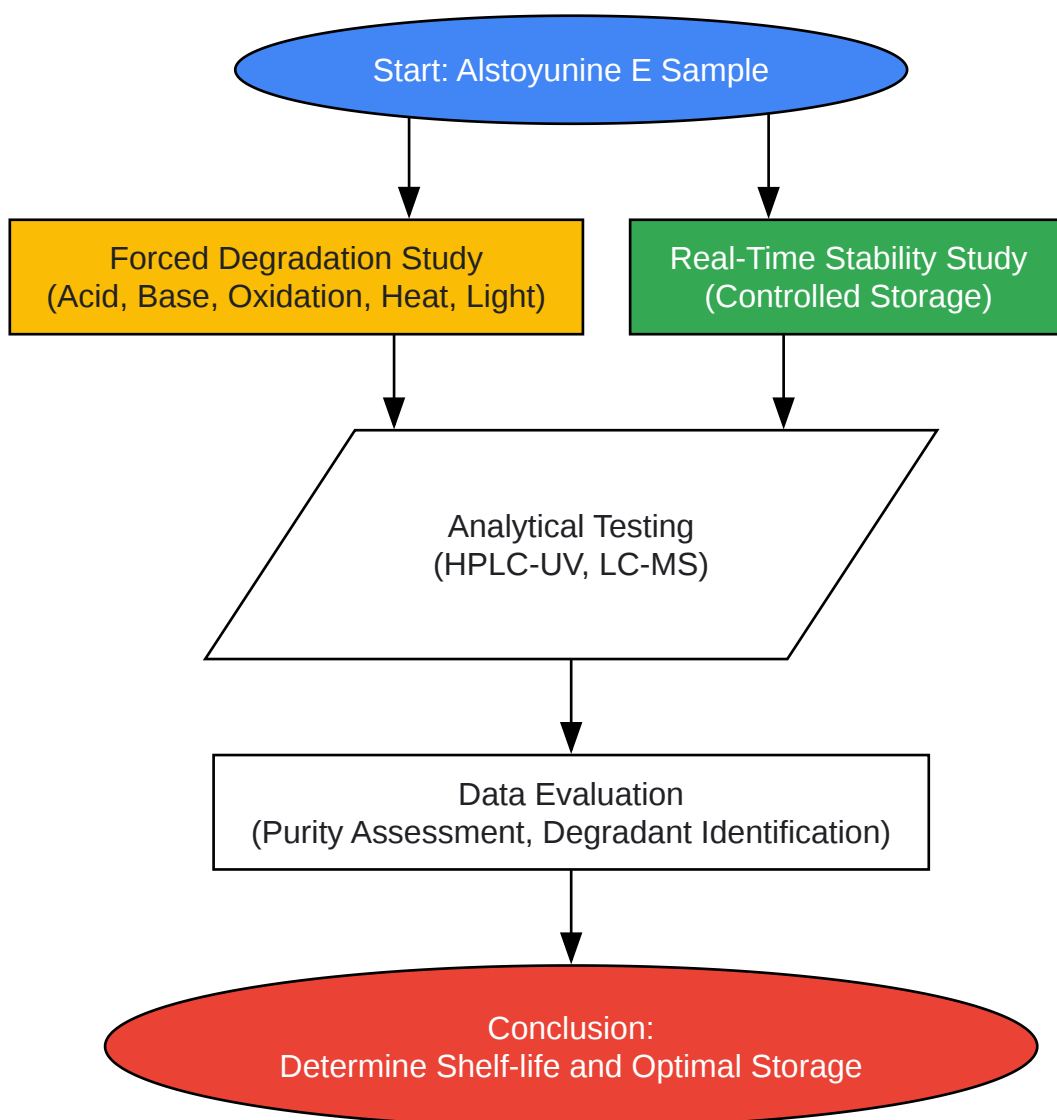 Start: Alstoyunine E Sample
Forced Degradation Study
(Acid, Base, Oxidation, Heat, Light)
Real-Time Stability Study
(Controlled Storage)
Analytical Testing
(HPLC-UV, LC-MS)
Data Evaluation
(Purity Assessment, Degradant Identification)
Conclusion:
Determine Shelf-life and Optimal Storage